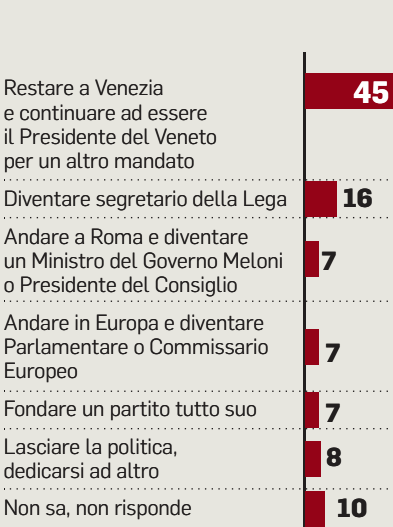 Restare a Venezia
e continuare ad essere
il Presidente del Veneto
per un altro mandato
45
Diventare segretario della Lega
16
Andare a Roma e diventare
un Ministro del Governo Meloni
o Presidente del Consiglio
7
Andare in Europa e diventare
Parlamentare o Commissario
Europeo
7
Fondare un partito tutto suo
7
Lasciare la politica,
dedicarsi ad altro
8
Non sa, non risponde
10